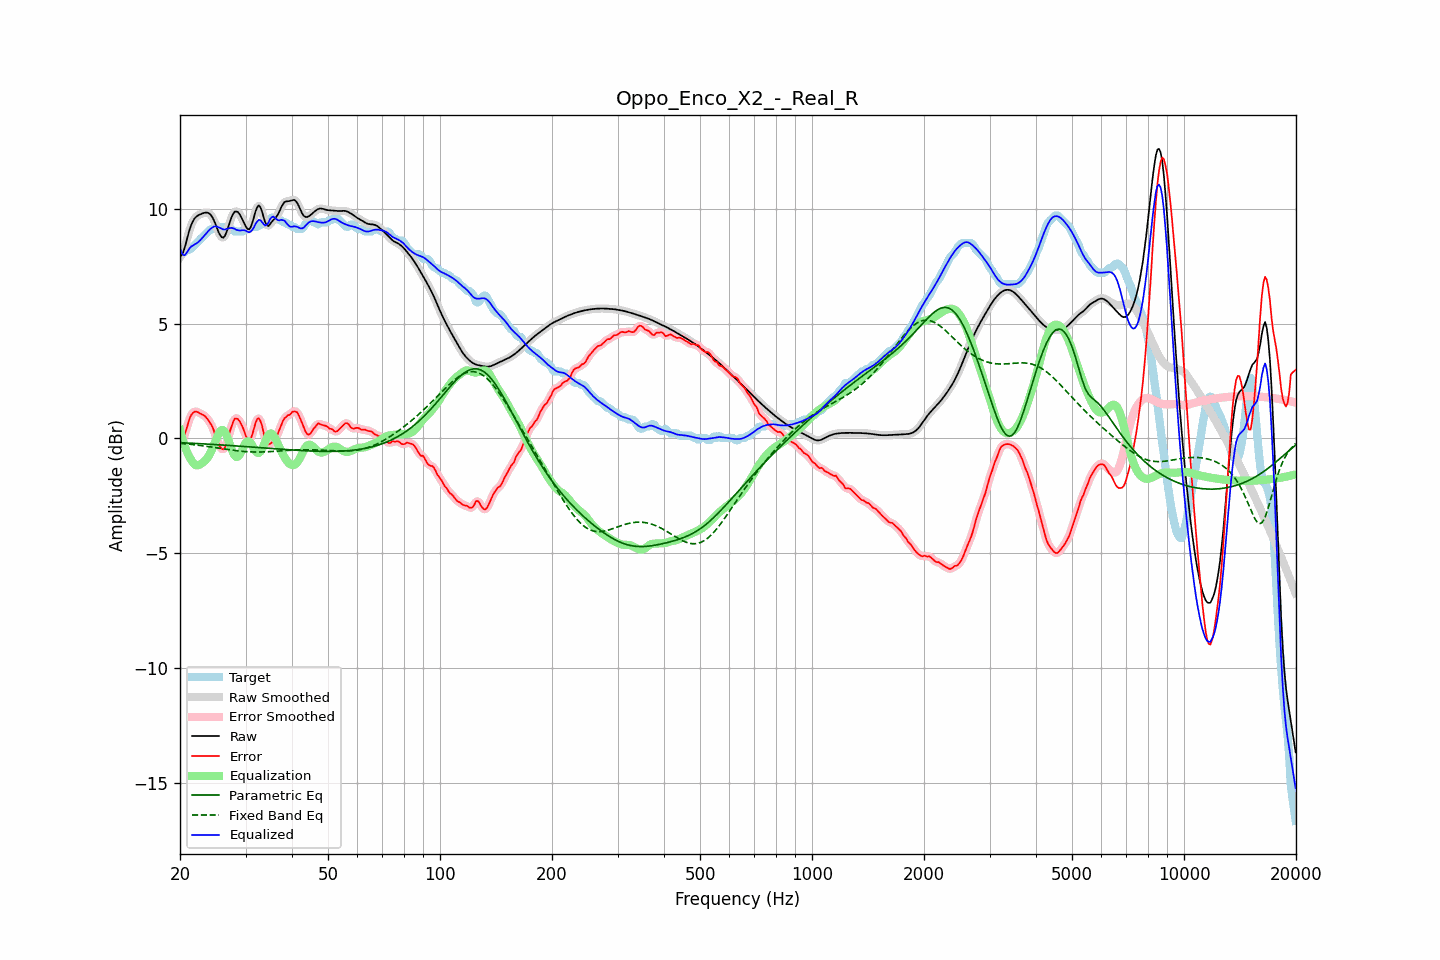 Oppo_Enco_X2_-_Real_R
Amplitude (dBr)
10
5
0
−5
−10
−15
Target
Raw Smoothed
Error Smoothed
Raw
Error
Equalization
Parametric Eq
Fixed Band Eq
Equalized
20 50 100 200 500 1000 2000 5000 10000 20000
Frequency (Hz)